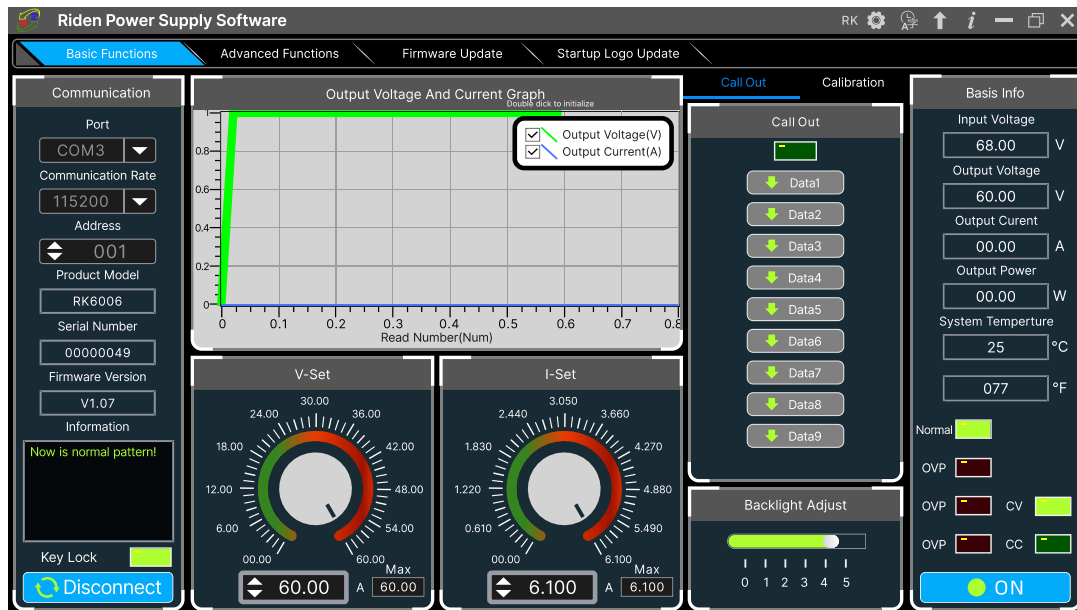 Riden Power Supply Software
RK
Basic Functions
Advanced Functions
Firmware Update
Startup Logo Update
Communication
Port
COM3
Communication Rate
115200
Address
001
Product Model
RK6006
Serial Number
00000049
Firmware Version
V1.07
Information
Now is normal pattern!
Key Lock
Disconnect
Output Voltage And Current Graph
Double dick to initialize
Output Voltage(V)
Output Current(A)
1
0.8
0.6
0.4
0.2
0
0 0.1 0.2 0.3 0.4 0.5 0.6 0.7 0.8
Read Number(Num)
V-Set
30.00
24.00 36.00
18.00 42.00
12.00 48.00
6.00 54.00
00.00 60.00
Max
60.00 A 60.00
I-Set
3.050
2.440 3.660
1.830 4.270
1.220 4.880
0.610 5.490
00.00 6.100
Max
6.100 A 6.100
Call Out
Calibration
Call Out
Data1
Data2
Data3
Data4
Data5
Data6
Data7
Data8
Data9
Backlight Adjust
0 1 2 3 4 5
Basis Info
Input Voltage
68.00 V
Output Voltage
60.00 V
Output Curent
00.00 A
Output Power
00.00 W
System Temperture
25 °C
077 °F
Normal
OVP
OVP CV
OVP CC
ON